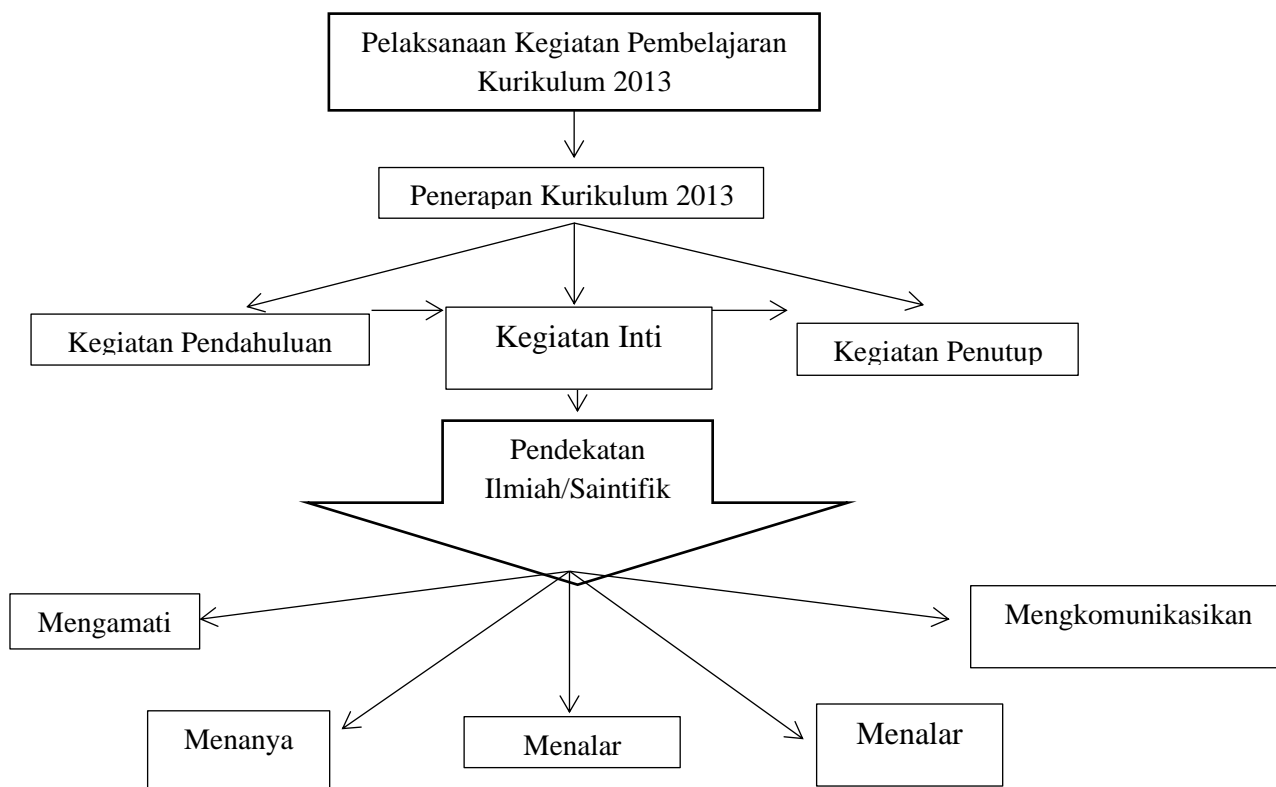 Pelaksanaan Kegiatan Pembelajaran
Kurikulum 2013
Penerapan Kurikulum 2013
Kegiatan Pendahuluan
Kegiatan Inti
Kegiatan Penutup
Pendekatan
Ilmiah/Saintifik
Mengamati
Mengkomunikasikan
Menanya
Menalar
Menalar